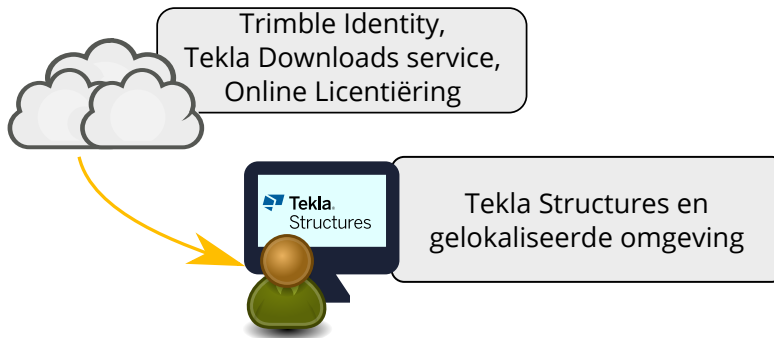 Trimble Identity,
Tekla Downloads service,
Online Licentiëring
Tekla.
Structures
Tekla Structures en
gelokaliseerde omgeving